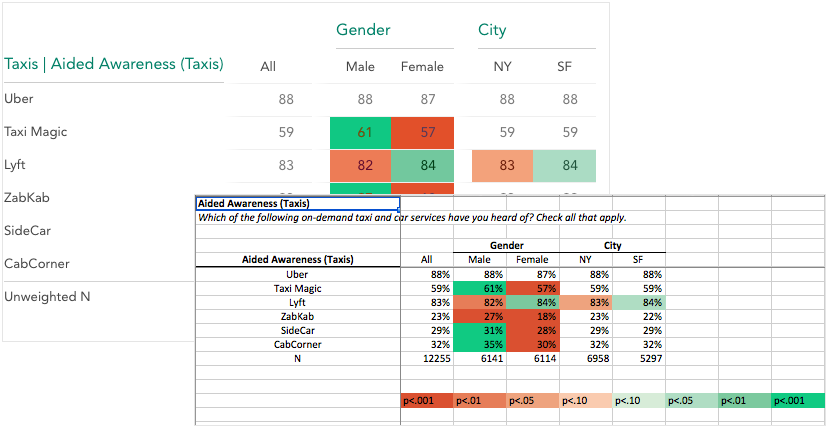 Gender City
Taxis | Aided Awareness (Taxis) All Male Female NY SF
Uber 88 88 87 88 88
Taxi Magic 59 61 57 59 59
Lyft 83 82 84 83 84
ZabKab
SideCar
CabCorner
Unweighted N
Aided Awareness (Taxis)
Which of the following on-demand taxi and car services have you heard of? Check all that apply.
Gender City
Aided Awareness (Taxis) All Male Female NY SF
Uber 88% 88% 87% 88% 88%
Taxi Magic 59% 61% 57% 59% 59%
Lyft 83% 82% 84% 83% 84%
ZabKab 23% 27% 18% 23% 22%
SideCar 29% 31% 28% 29% 29%
CabCorner 32% 35% 30% 32% 32%
N 12255 6141 6114 6958 5297
p<.001 p<.01 p<.05 p<.10 p<.10 p<.05 p<.01 p<.001